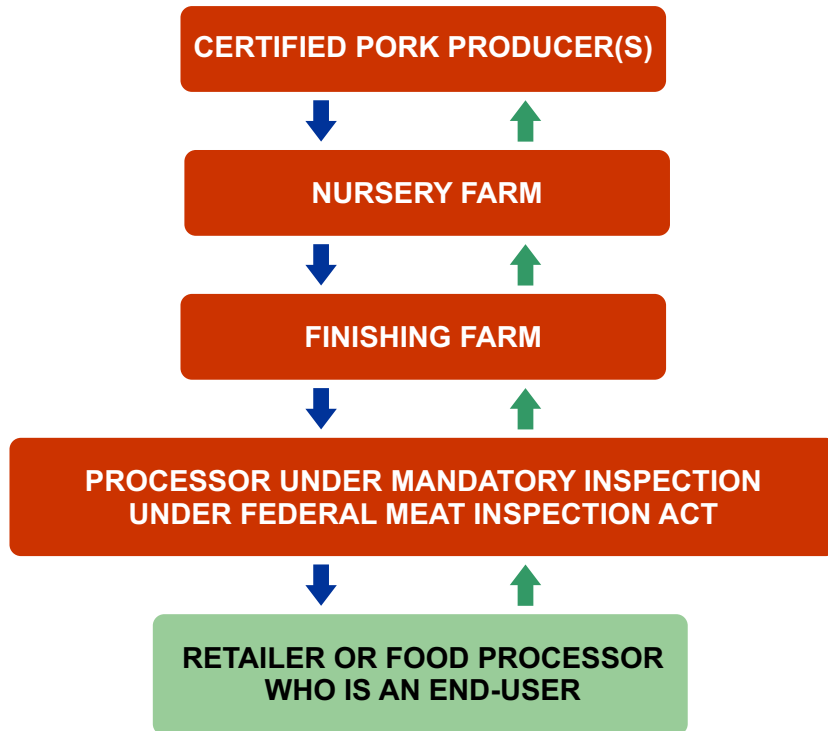 CERTIFIED PORK PRODUCER(S)
NURSERY FARM
FINISHING FARM
PROCESSOR UNDER MANDATORY INSPECTION
UNDER FEDERAL MEAT INSPECTION ACT
RETAILER OR FOOD PROCESSOR
WHO IS AN END-USER